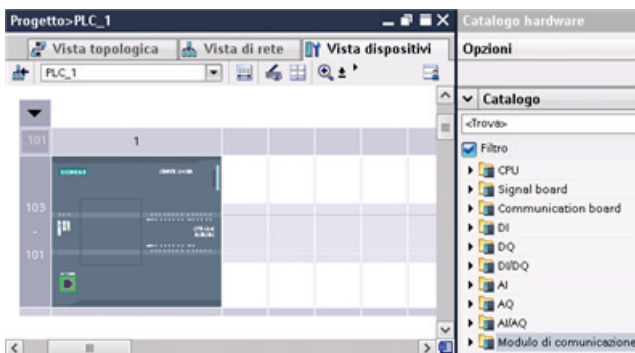 Progetto>PLC_1
Catalogo hardware
Vista topologica
Vista di rete
Vista dispositivi
Opzioni
PLC_1
Catalogo
<Trova>
Filtro
CPU
Signal board
Communication board
DI
DQ
DI/DQ
AI
AQ
AI/AQ
Modulo di comunicazione
101
1
SIEMENS
103
-
101